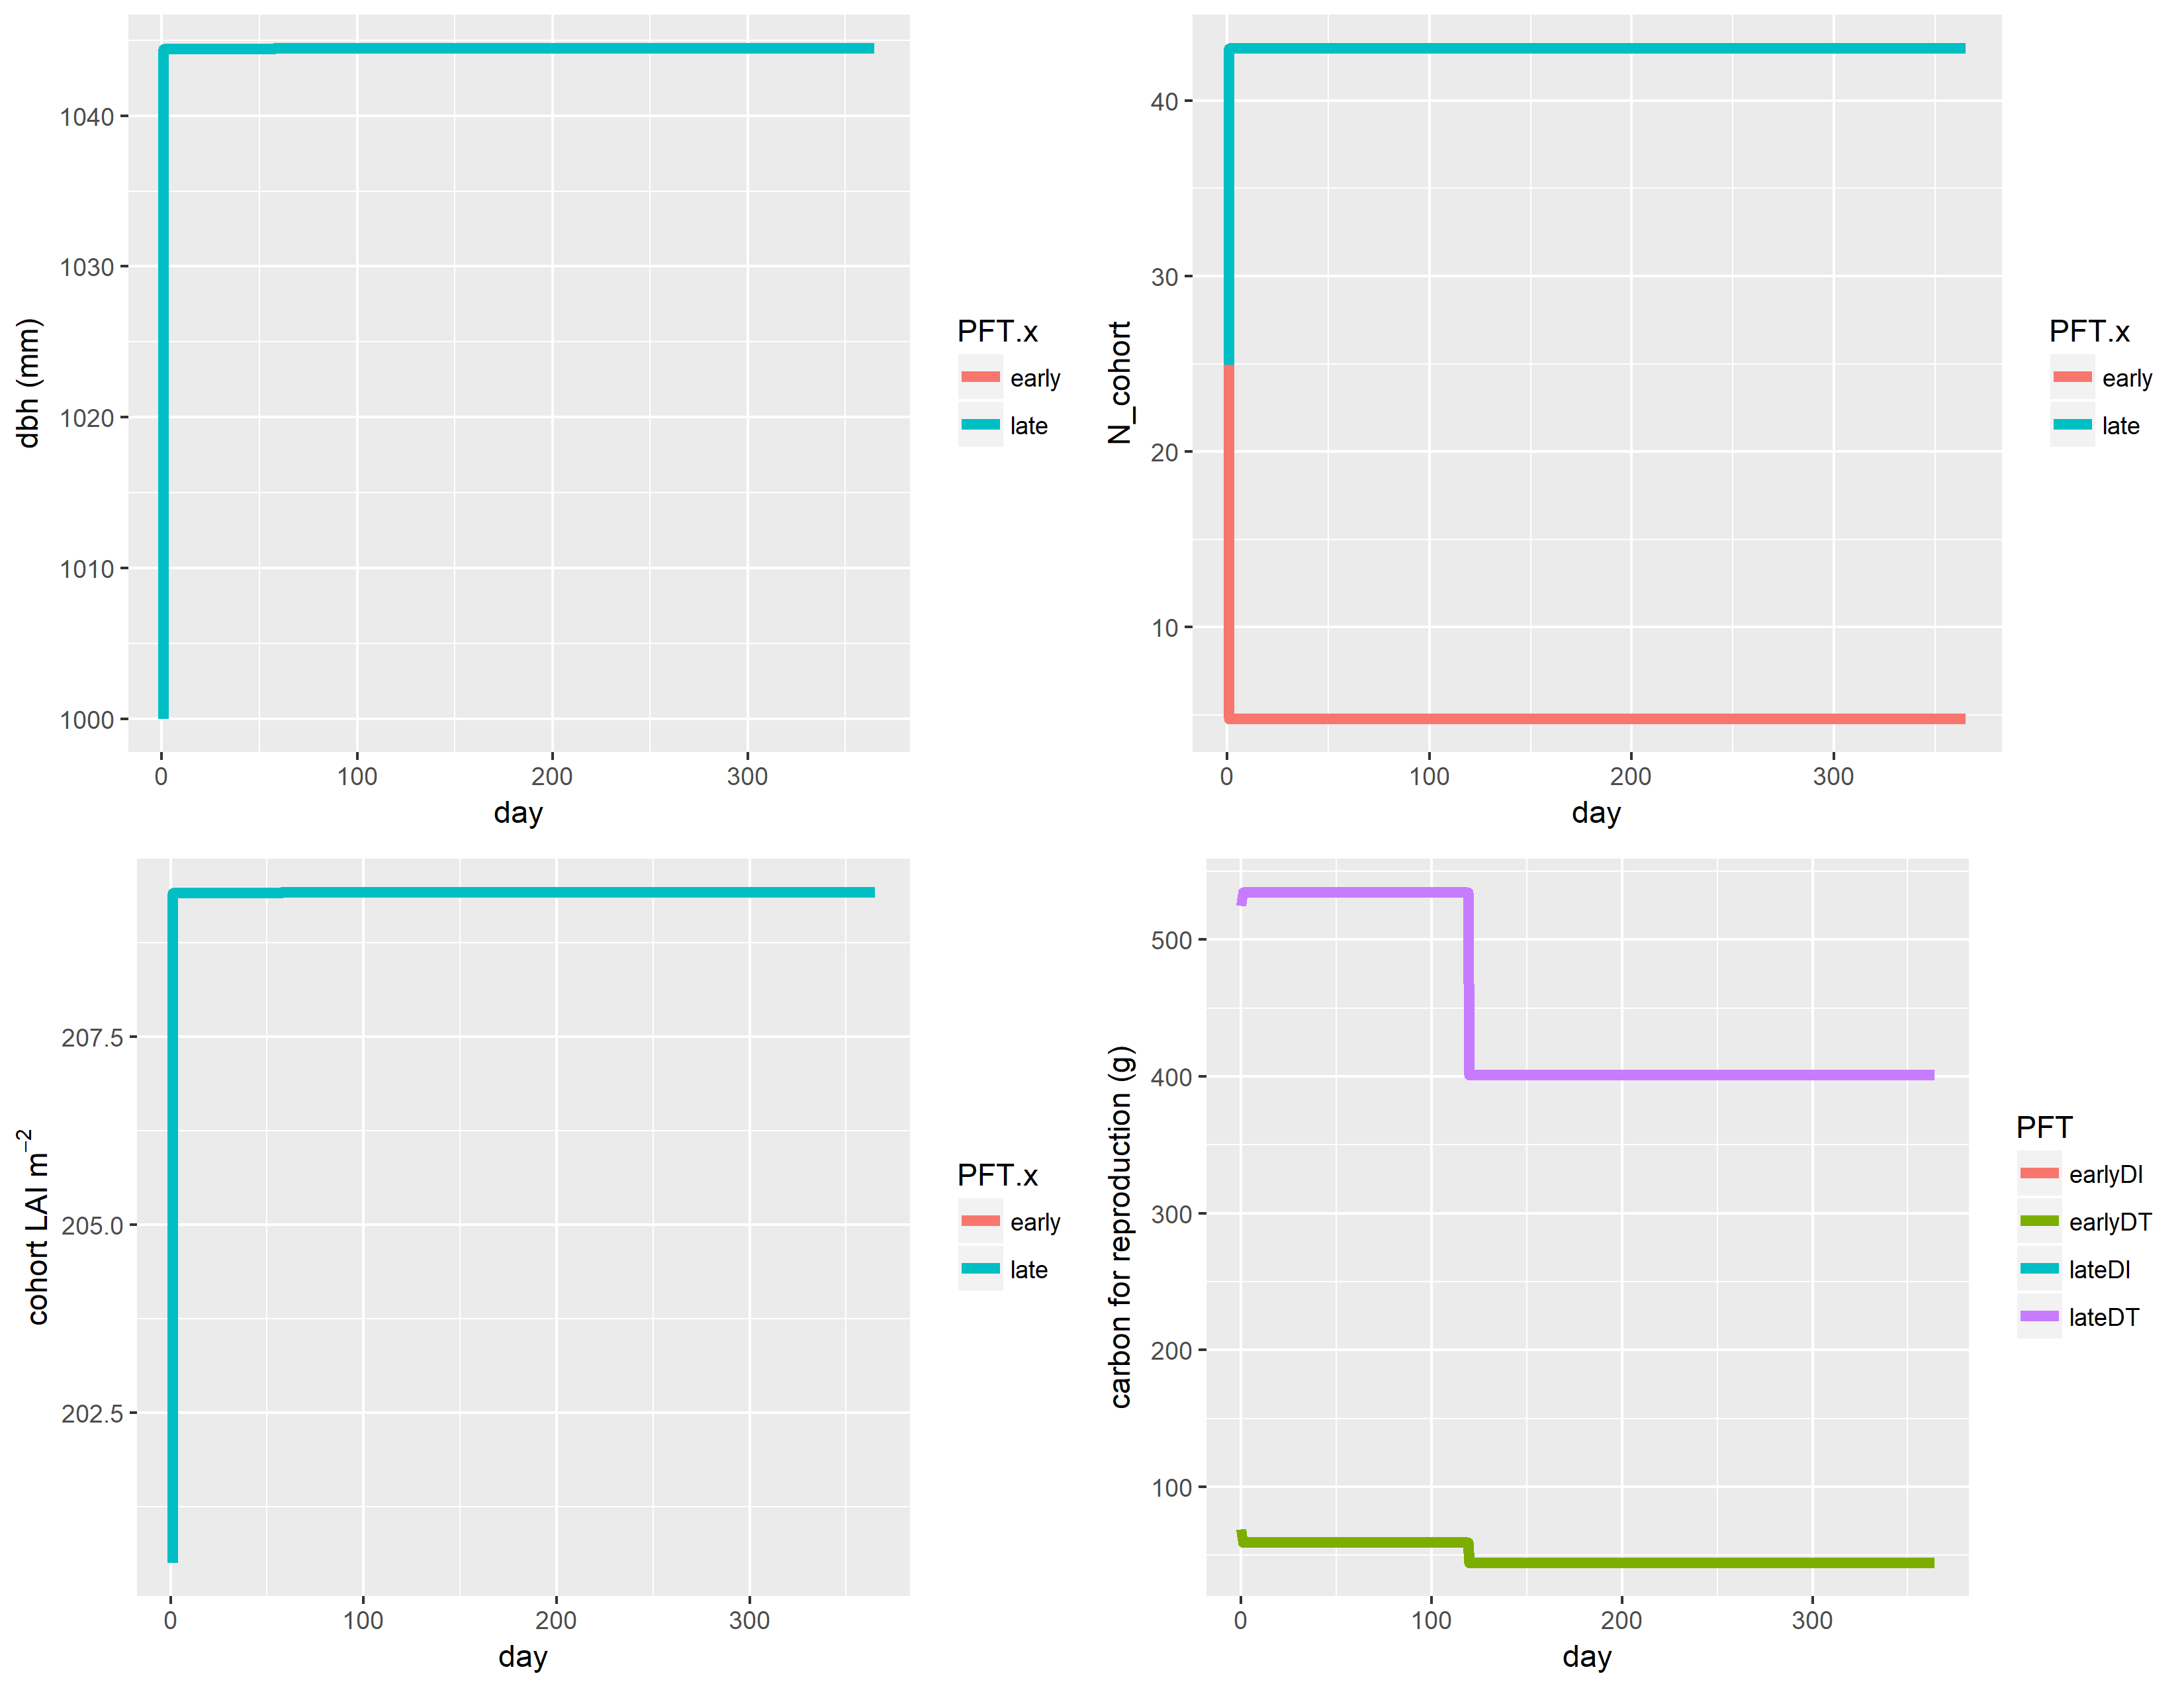 dbh (mm)
1040
1030
1020
1010
1000
0 100 200 300
day
PFT.x
early
late
N_cohort
40
30
20
10
0 100 200 300
day
PFT.x
early
late
cohort LAI m⁻²
207.5
205.0
202.5
0 100 200 300
day
PFT.x
early
late
carbon for reproduction (g)
500
400
300
200
100
0 100 200 300
day
PFT
earlyDI
earlyDT
lateDI
lateDT